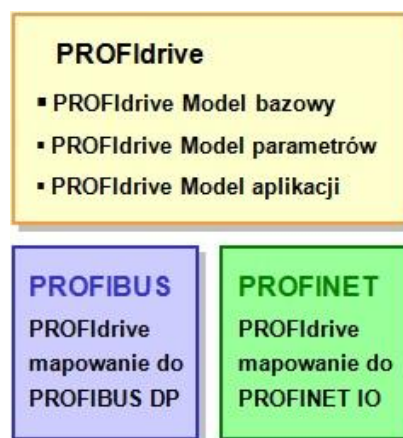 PROFIdrive
▪ PROFIdrive Model bazowy
▪ PROFIdrive Model parametrów
▪ PROFIdrive Model aplikacji
PROFIBUS
PROFIdrive
mapowanie do
PROFIBUS DP
PROFINET
PROFIdrive
mapowanie do
PROFINET IO